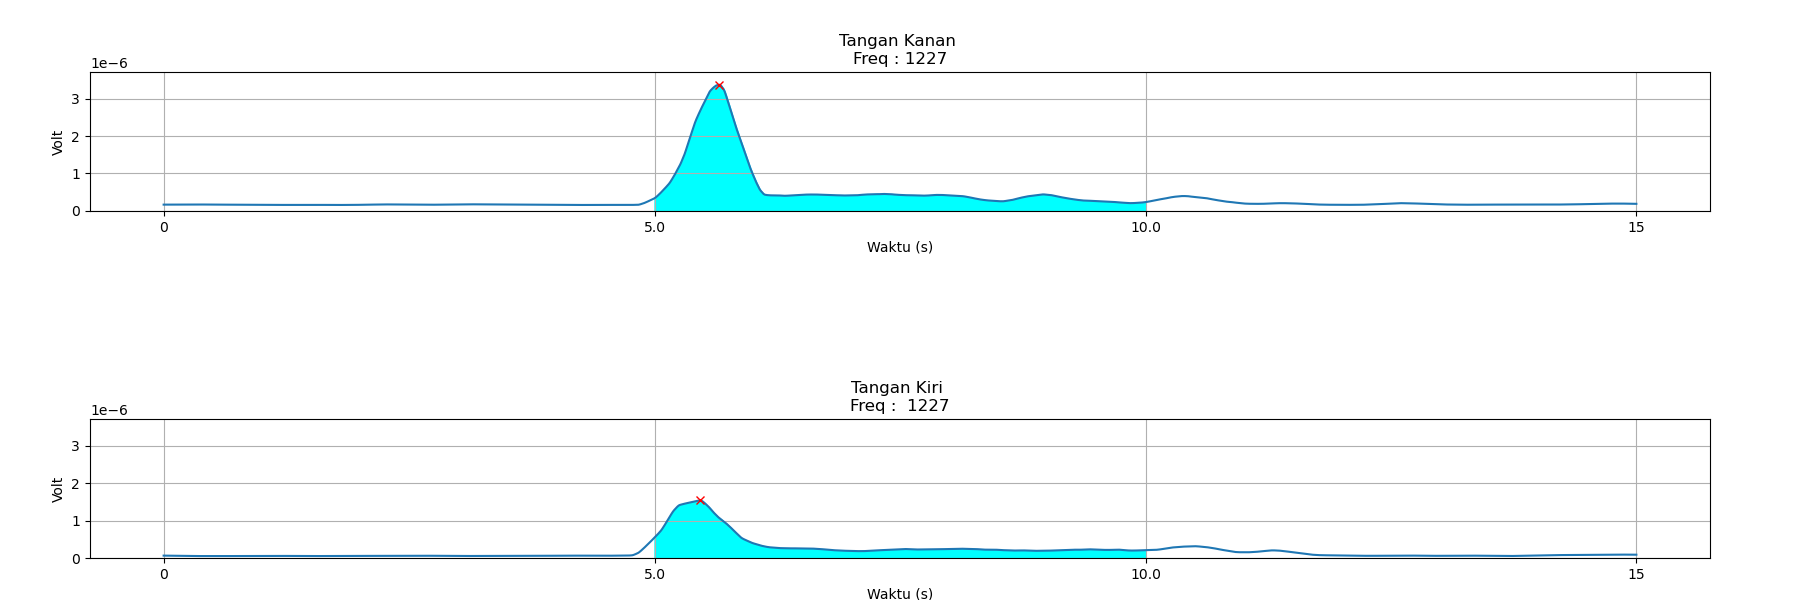 Tangan Kanan
Freq : 1227
1e−6
3
2
1
0
Volt
0 5.0 10.0 15
Waktu (s)
Tangan Kiri
Freq :  1227
1e−6
3
2
1
0
Volt
0 5.0 10.0 15
Waktu (s)